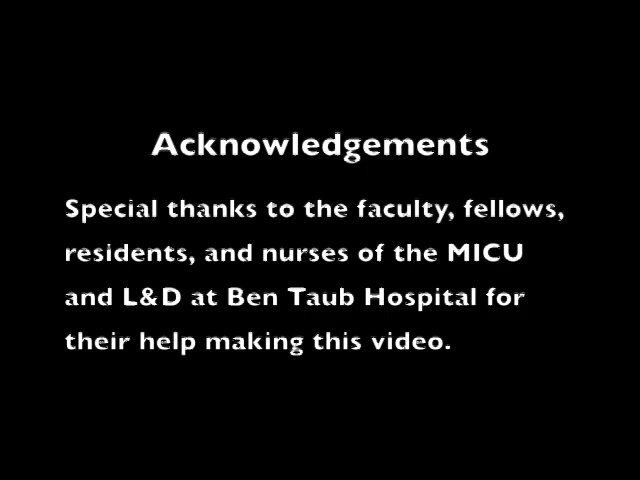 Acknowledgements
Special thanks to the faculty, fellows,
residents, and nurses of the MICU
and L&D at Ben Taub Hospital for
their help making this video.